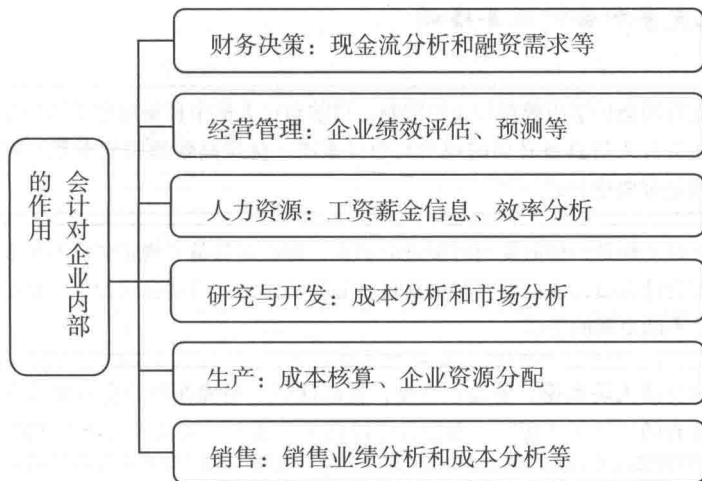 会计对企业内部
的作用
财务决策：现金流分析和融资需求等
经营管理：企业绩效评估、预测等
人力资源：工资薪金信息、效率分析
研究与开发：成本分析和市场分析
生产：成本核算、企业资源分配
销售：销售业绩分析和成本分析等